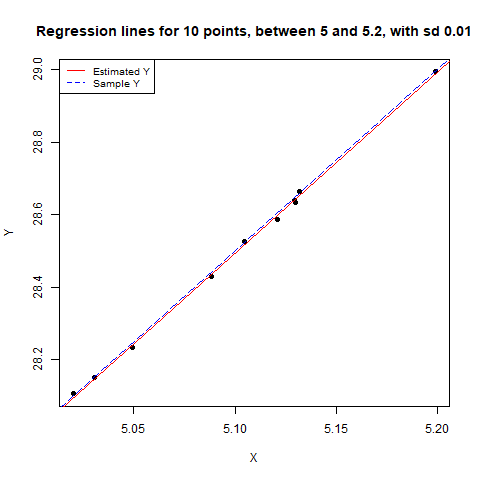 Regression lines for 10 points, between 5 and 5.2, with sd 0.01
Estimated Y
Sample Y
29.0
28.8
28.6
28.4
28.2
Y
5.05 5.10 5.15 5.20
X